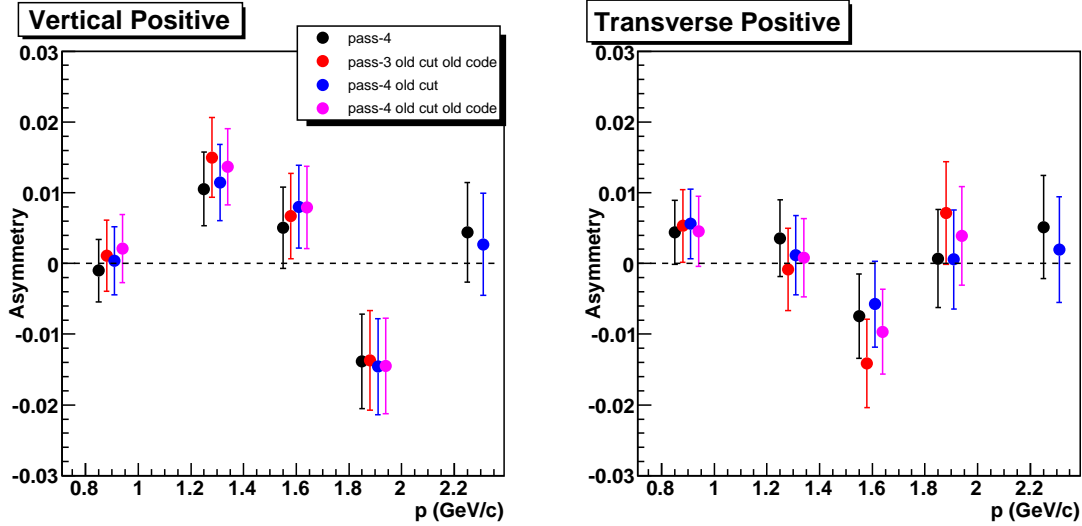 Vertical Positive
0.03
0.02
0.01
0
-0.01
-0.02
-0.03
Asymmetry
pass-4
pass-3 old cut old code
pass-4 old cut
pass-4 old cut old code
0.8 1 1.2 1.4 1.6 1.8 2 2.2
p (GeV/c)
Transverse Positive
0.03
0.02
0.01
0
-0.01
-0.02
-0.03
Asymmetry
0.8 1 1.2 1.4 1.6 1.8 2 2.2
p (GeV/c)